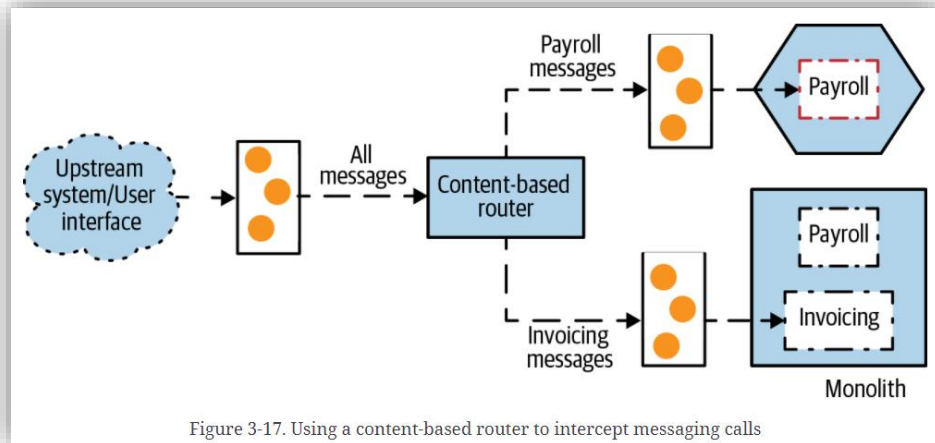 Upstream
system/User
interface
All
messages
Content-based
router
Payroll
messages
Payroll
Invoicing
messages
Payroll
Invoicing
Monolith
Figure 3-17. Using a content-based router to intercept messaging calls